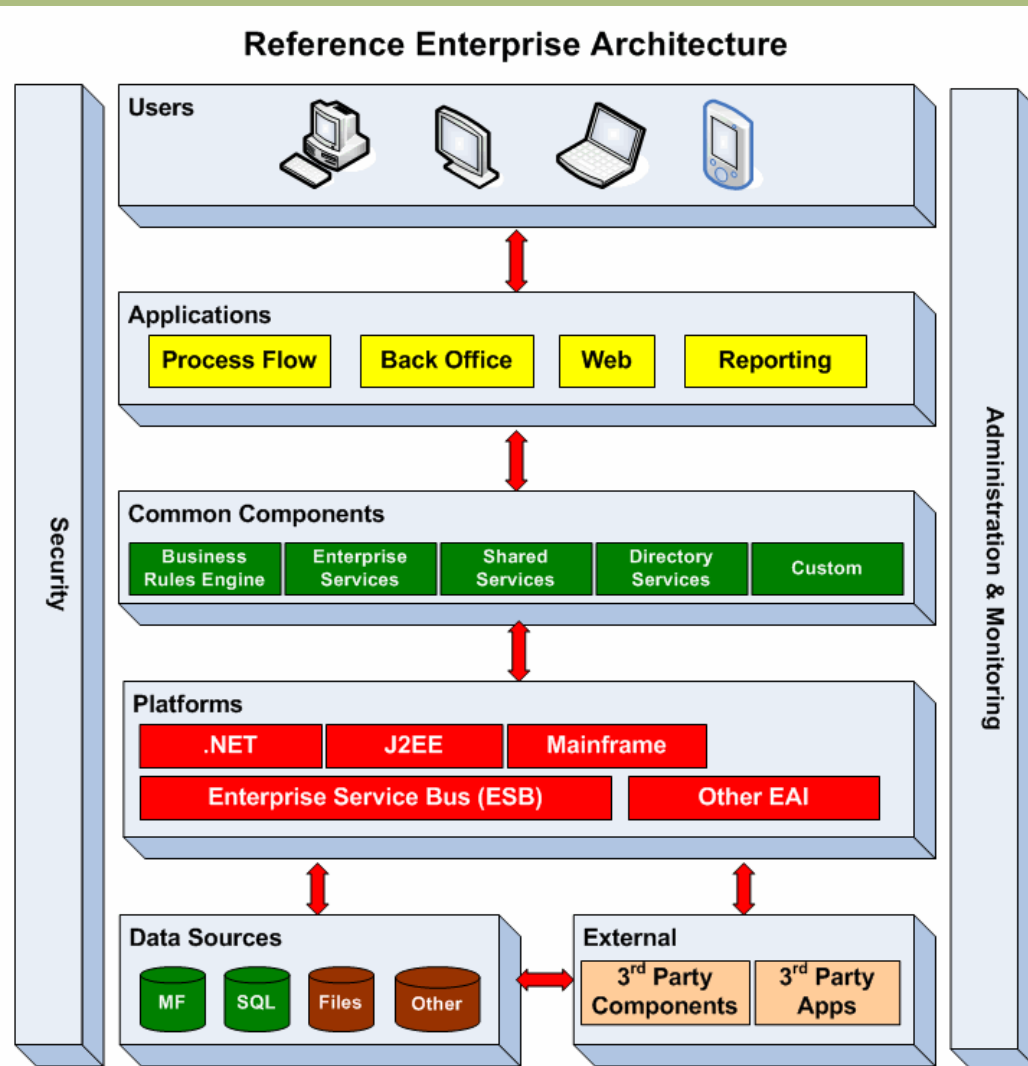 Reference Enterprise Architecture
Security
Users
Applications
Process Flow
Back Office
Web
Reporting
Common Components
Business
Rules Engine
Enterprise
Services
Shared
Services
Directory
Services
Custom
Platforms
.NET
J2EE
Mainframe
Enterprise Service Bus (ESB)
Other EAI
Data Sources
MF
SQL
Files
Other
External
3rd Party
Components
3rd Party
Apps
Administration & Monitoring